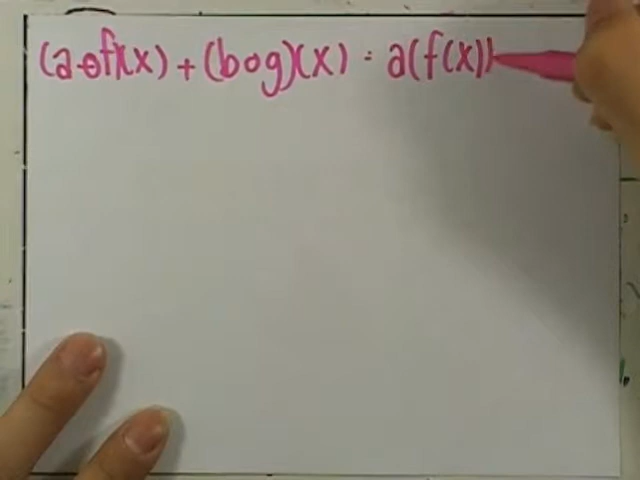 (a∘f)(x) + (b∘g)(x) = a(f(x))